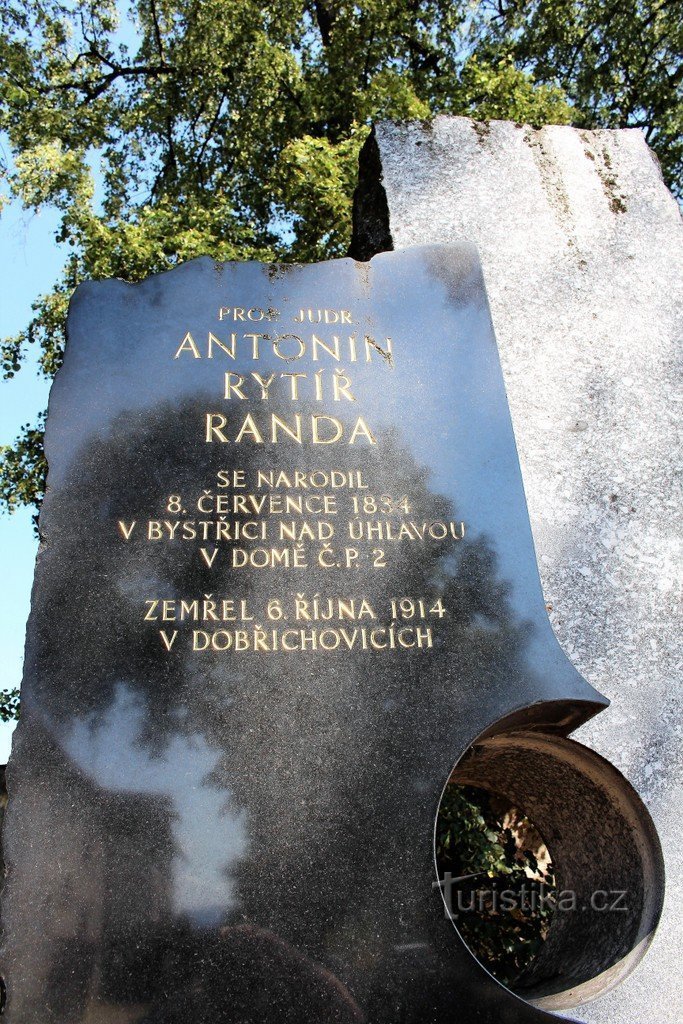 PROF. JUDR.
ANTONÍN
RYTÍŘ
RANDA
SE NARODIL
8. ČERVENCE 1834
V BYSTŘICI NAD ÚHLAVOU
V DOMĚ Č.P. 2
ZEMŘEL 6. ŘÍJNA 1914
V DOBŘICHOVICÍCH
Turistika.cz